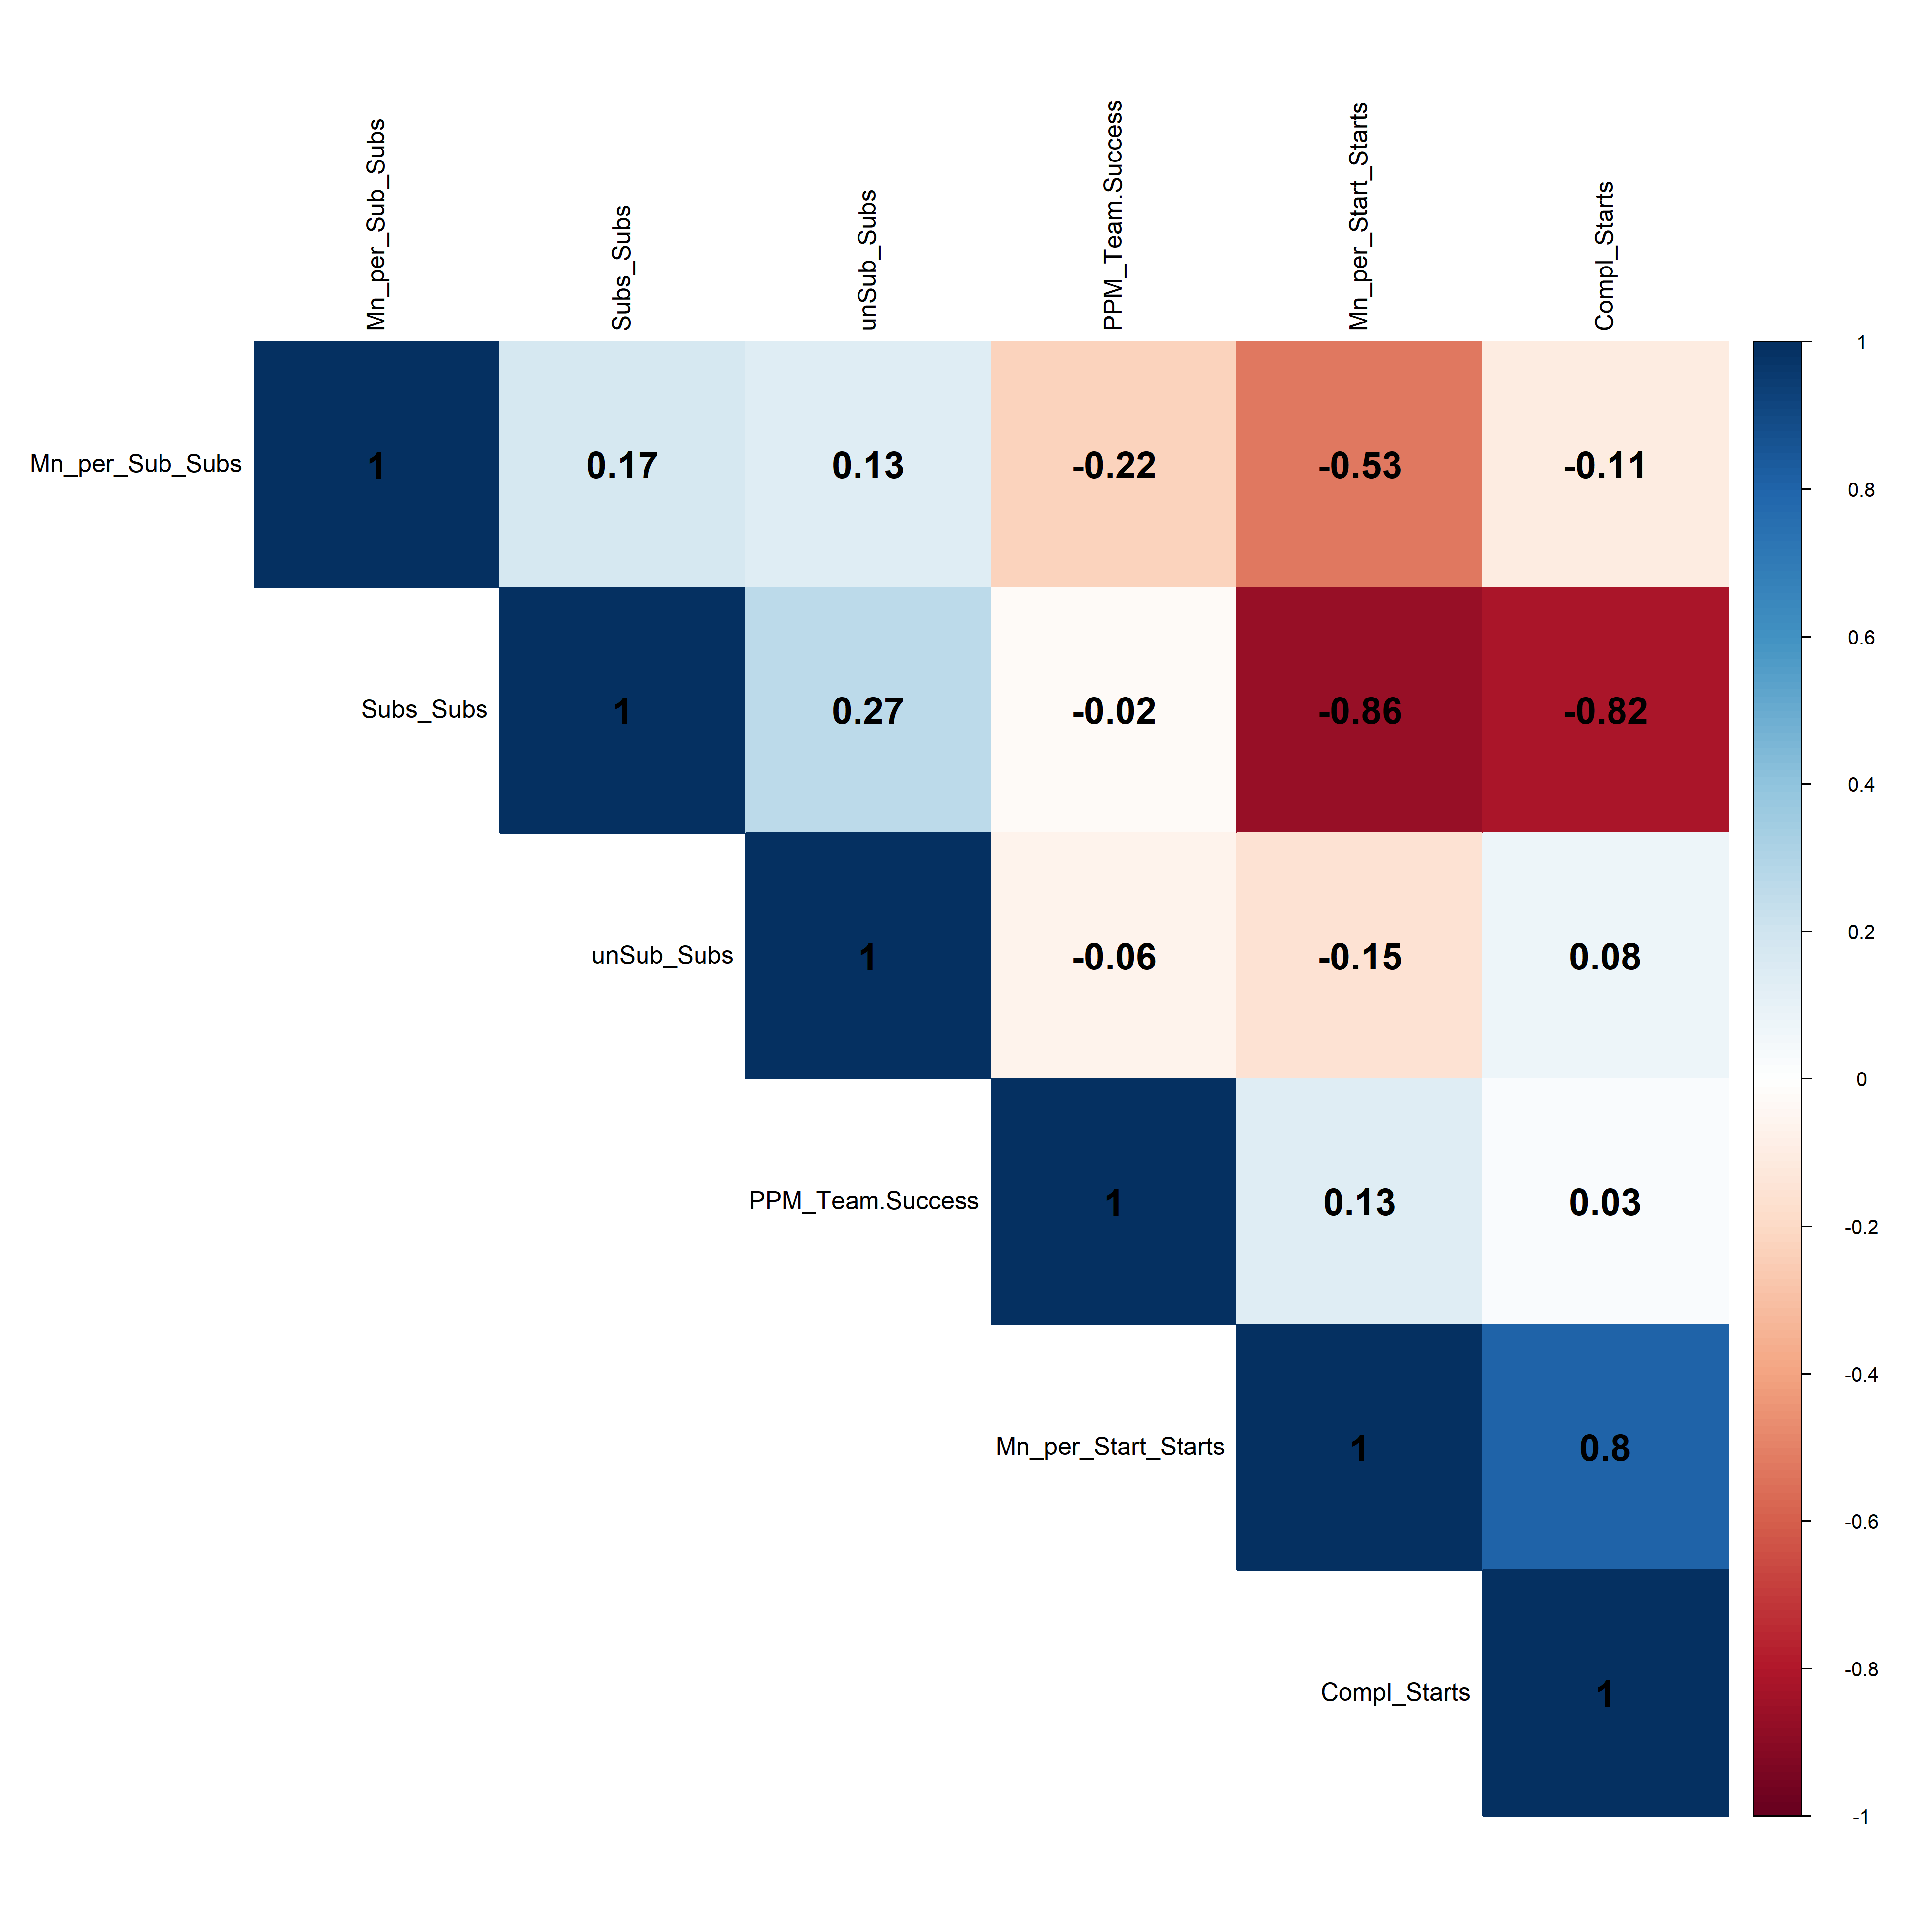 Mn_per_Sub_Subs
Subs_Subs
unSub_Subs
PPM_Team.Success
Mn_per_Start_Starts
Compl_Starts
1
Mn_per_Sub_Subs 1 0.17 0.13 -0.22 -0.53 -0.11
0.8
0.6
Subs_Subs 1 0.27 -0.02 -0.86 -0.82
0.4
0.2
unSub_Subs 1 -0.06 -0.15 0.08
0
PPM_Team.Success 1 0.13 0.03
-0.2
-0.4
Mn_per_Start_Starts 1 0.8
-0.6
-0.8
Compl_Starts 1
-1